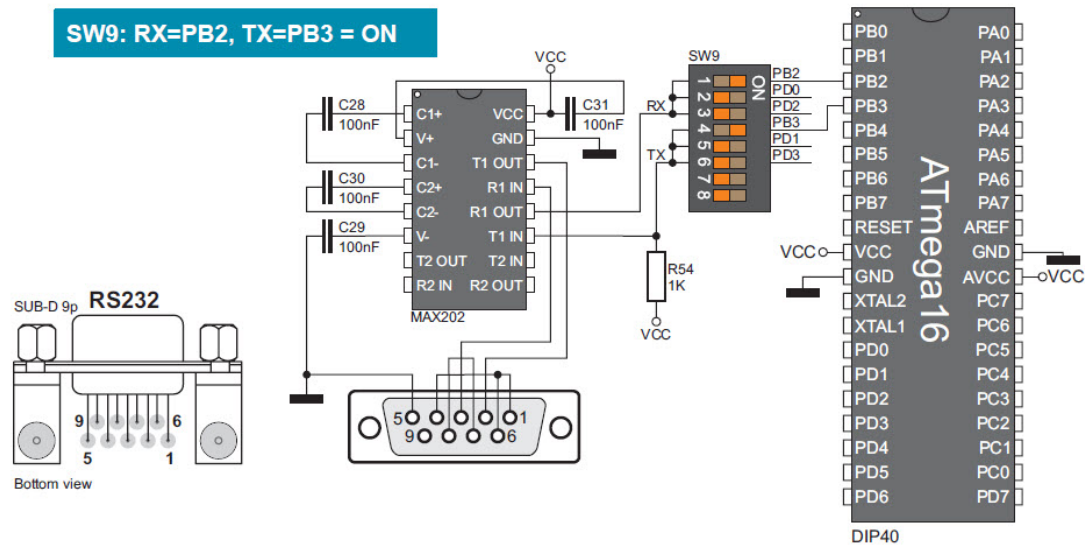 SW9: RX=PB2, TX=PB3 = ON
VCC
C28
100nF
C31
100nF
C30
100nF
C29
100nF
C1+
V+
C1-
C2+
C2-
V-
T2 OUT
R2 IN
VCC
GND
T1 OUT
R1 IN
R1 OUT
T1 IN
T2 IN
R2 OUT
MAX202
SW9
ON
1
2
3
4
5
6
7
8
RX
TX
PB2
PD0
PD2
PB3
PD1
PD3
R54
1K
VCC
SUB-D 9p RS232
9 6
5 1
Bottom view
5 1
9 6
PB0
PB1
PB2
PB3
PB4
PB5
PB6
PB7
RESET
VCC
GND
XTAL2
XTAL1
PD0
PD1
PD2
PD3
PD4
PD5
PD6
ATmega16
PA0
PA1
PA2
PA3
PA4
PA5
PA6
PA7
AREF
GND
AVCC
PC7
PC6
PC5
PC4
PC3
PC2
PC1
PC0
PD7
VCC
VCC
DIP40